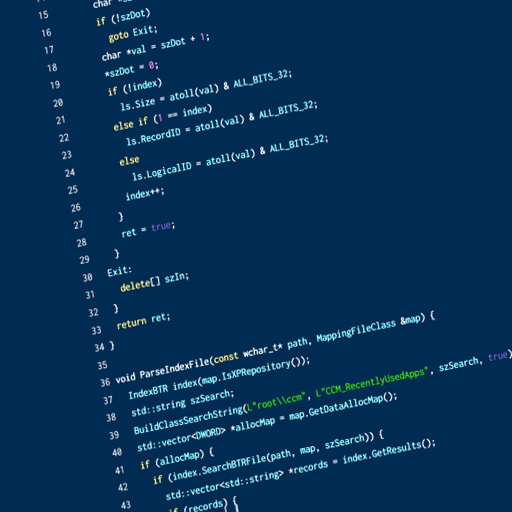 15 char
16 if (!szDot)
17 goto Exit;
18 char *val = szDot + 1;
19 *szDot = 0;
20 if (!index)
21 ls.Size = atoll(val) & ALL_BITS_32;
22 else if (1 == index)
23 ls.RecordID = atoll(val) & ALL_BITS_32;
24 else
25 ls.LogicalID = atoll(val) & ALL_BITS_32;
26 index++;
27 }
28 ret = true;
29 }
30 Exit:
31 delete[] szIn;
32 }
33 return ret;
34 }
35
36 void ParseIndexFile(const wchar_t* path, MappingFileClass &map) {
37 IndexBTR index(map.IsXPRepository());
38 std::string szSearch;
39 BuildClassSearchString(L"root\\ccm", L"CCM_RecentlyUsedApps", szSearch, true)
40 std::vector<DWORD> *allocMap = map.GetDataAllocMap();
41 if (allocMap) {
42 if (index.SearchBTRFile(path, map, szSearch)) {
43 std::vector<std::string> *records = index.GetResults();
if (records) {